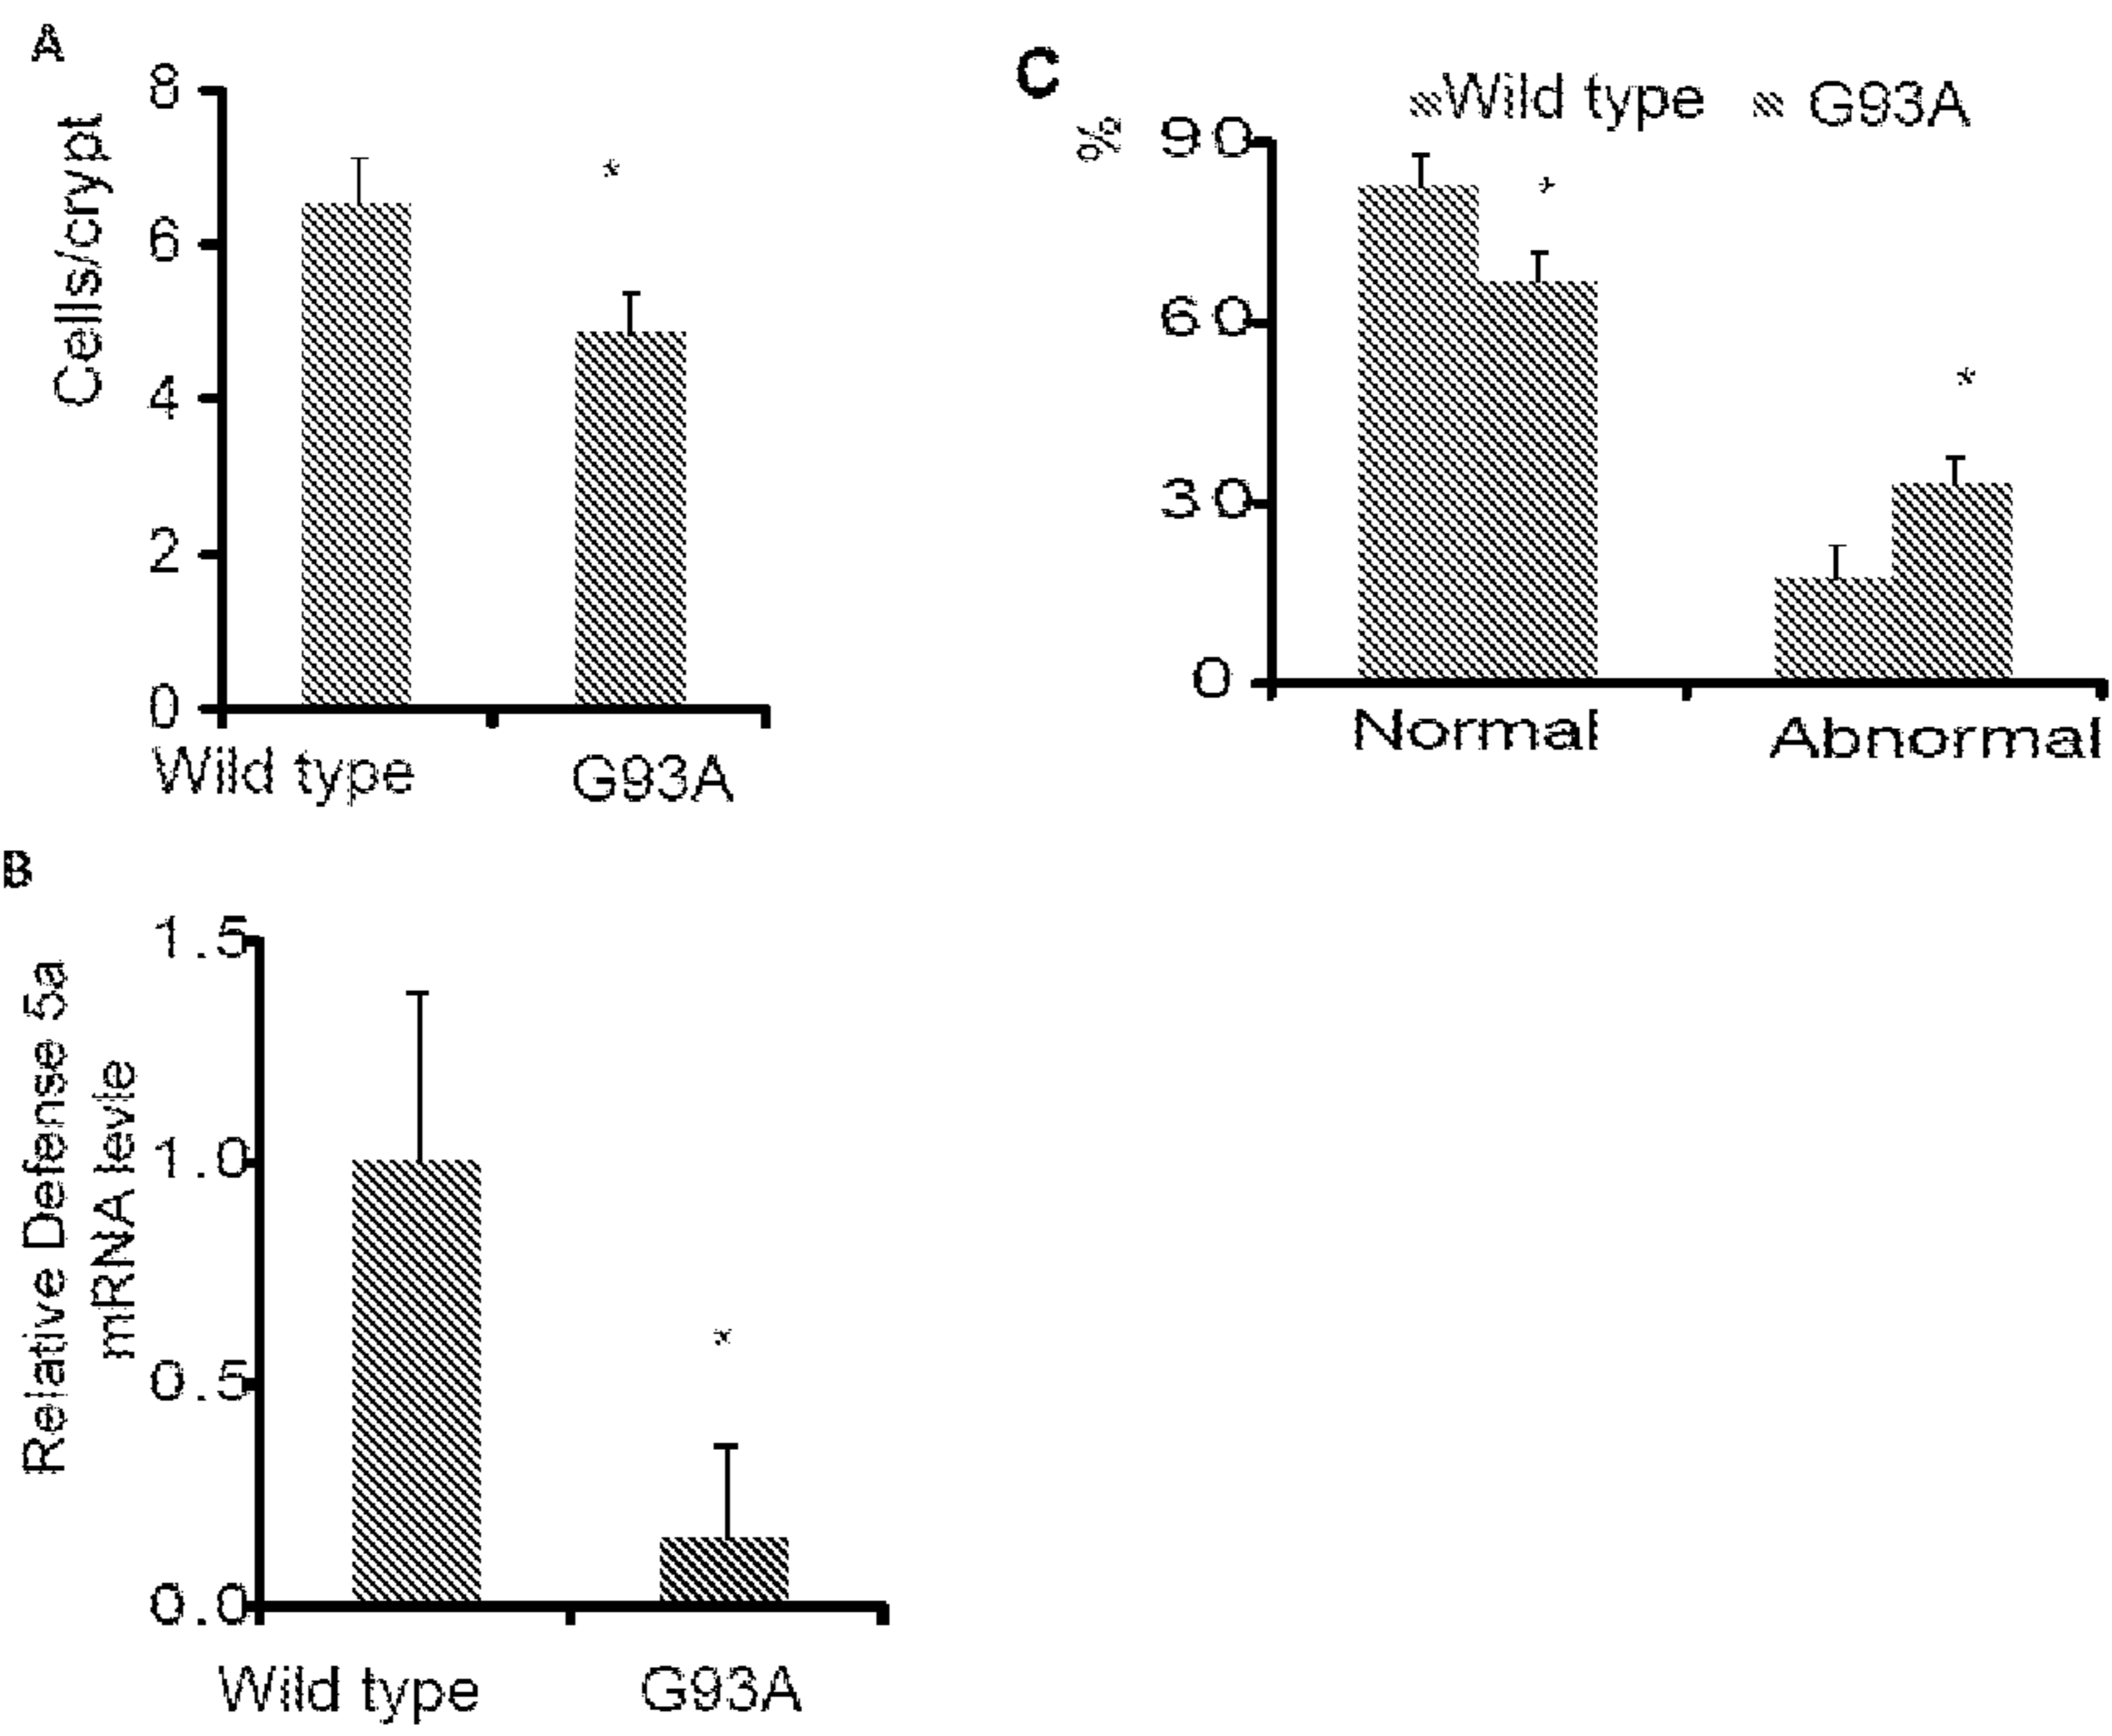 A
8
6
4
2
0
Cells/crypt
*
Wild type G93A
B
1.5
1.0
0.5
0.0
Relative Defense 5a
mRNA levle
*
Wild type G93A
C
Wild type G93A
%
90
60
30
0
*
*
Normal Abnormal